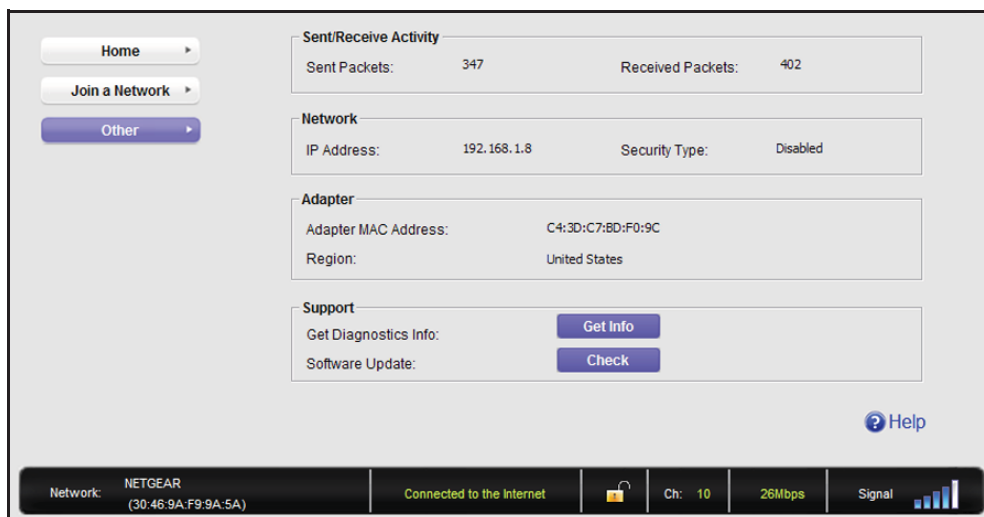 Home
Join a Network
Other
Sent/Receive Activity
Sent Packets: 347 Received Packets: 402
Network
IP Address: 192.168.1.8 Security Type: Disabled
Adapter
Adapter MAC Address: C4:3D:C7:BD:F0:9C
Region: United States
Support
Get Diagnostics Info: Get Info
Software Update: Check
? Help
Network: NETGEAR
(30:46:9A:F9:9A:5A)
Connected to the Internet
Ch: 10
26Mbps
Signal